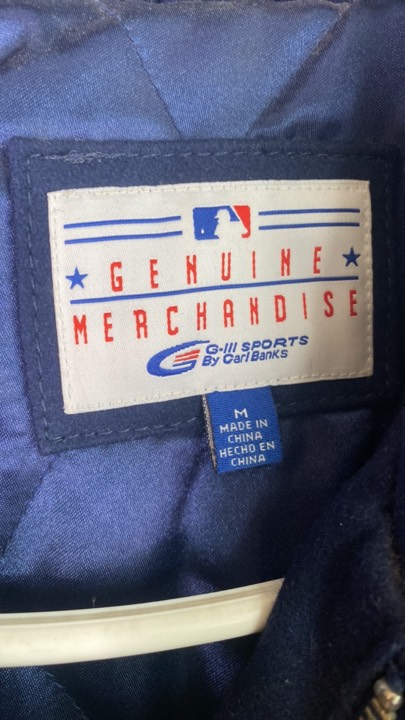 GENUINE
MERCHANDISE
G-III SPORTS
By Carl Banks
M
MADE IN
CHINA
HECHO EN
CHINA